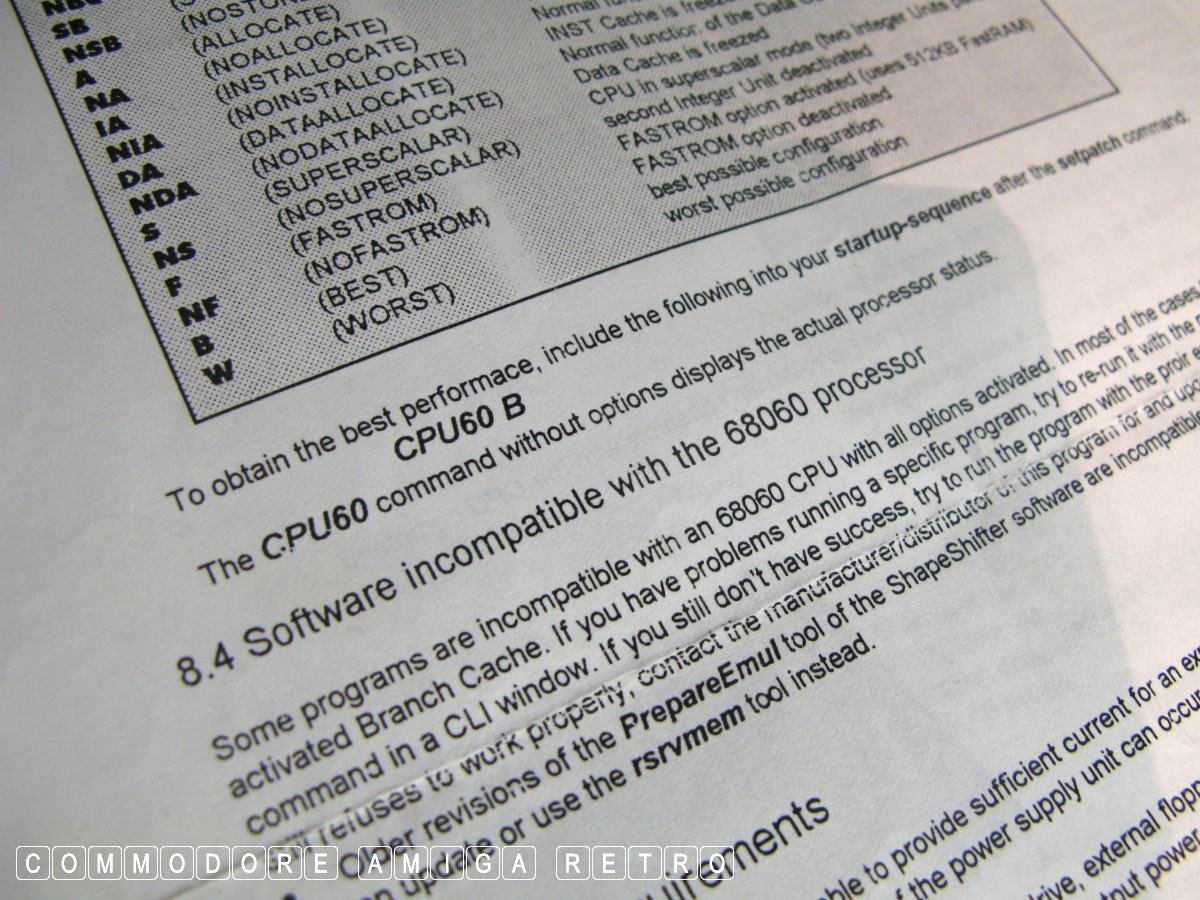 SB
NSB
A (ALLOCATE)
NA (NOALLOCATE)
IA (INSTALLOCATE) Normal
NIA (NOINSTALLOCATE) INST Cache is freezed
DA (DATAALLOCATE) Normal function of the Data
NDA (NODATAALLOCATE) Data Cache is freezed
S (SUPERSCALAR) CPU in superscalar mode (two Integer Units
NS (NOSUPERSCALAR) second Integer Unit deactivated
F (FASTROM) FASTROM option activated (uses 512KB FastRAM)
NF (NOFASTROM) FASTROM option deactivated
B (BEST) best possible configuration
W (WORST) worst possible configuration
To obtain the best performace, include the following into your startup-sequence after the setpatch command:
CPU60 B
The CPU60 command without options displays the actual processor status.
8.4 Software incompatible with the 68060 processor
Some programs are incompatible with an 68060 CPU with all options activated. In most of the cases
activated Branch Cache. If you have problems running a specific program, try to re-run it with the
command in a CLI window. If you still don't have success, try to run the program with the proir
still refuses to work properly, contact the manufacturer/distributor of this program for and
Older revisions of the PrepareEmul tool of the ShapeShifter software are incompatible
an update or use the rsrvmem tool instead.
able to provide sufficient current for an
of the power supply unit can occur
drive, external
COMMODORE AMIGA RETRO